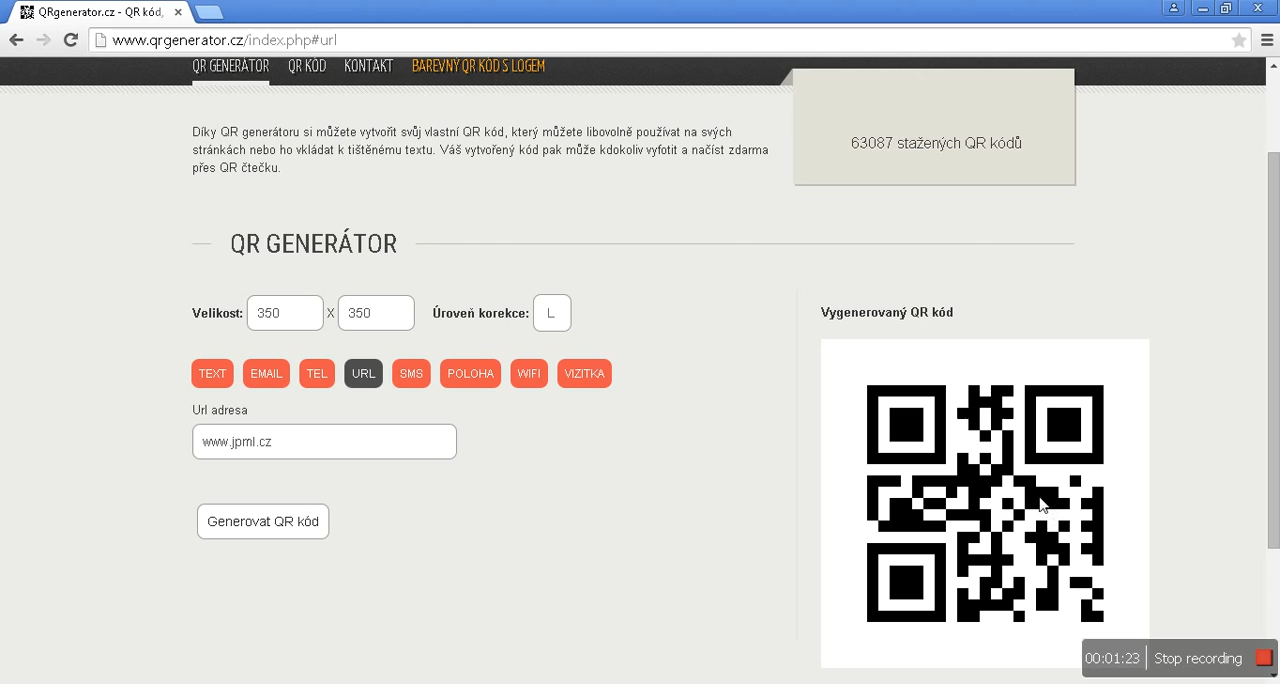 QRgenerator.cz - QR kód,
www.qrgenerator.cz/index.php#url
QR GENERÁTOR QR KÓD KONTAKT BAREVNÝ QR KÓD S LOGEM
Díky QR generátoru si můžete vytvořit svůj vlastní QR kód, který můžete libovolně používat na svých
stránkách nebo ho vkládat k tištěnému textu. Váš vytvořený kód pak může kdokoliv vyfotit a načíst zdarma
přes QR čtečku.
63087 stažených QR kódů
QR GENERÁTOR
Velikost: 350 X 350 Úroveň korekce: L
TEXT EMAIL TEL URL SMS POLOHA WIFI VIZITKA
Url adresa
www.jpml.cz
Generovat QR kód
Vygenerovaný QR kód
00:01:23 Stop recording